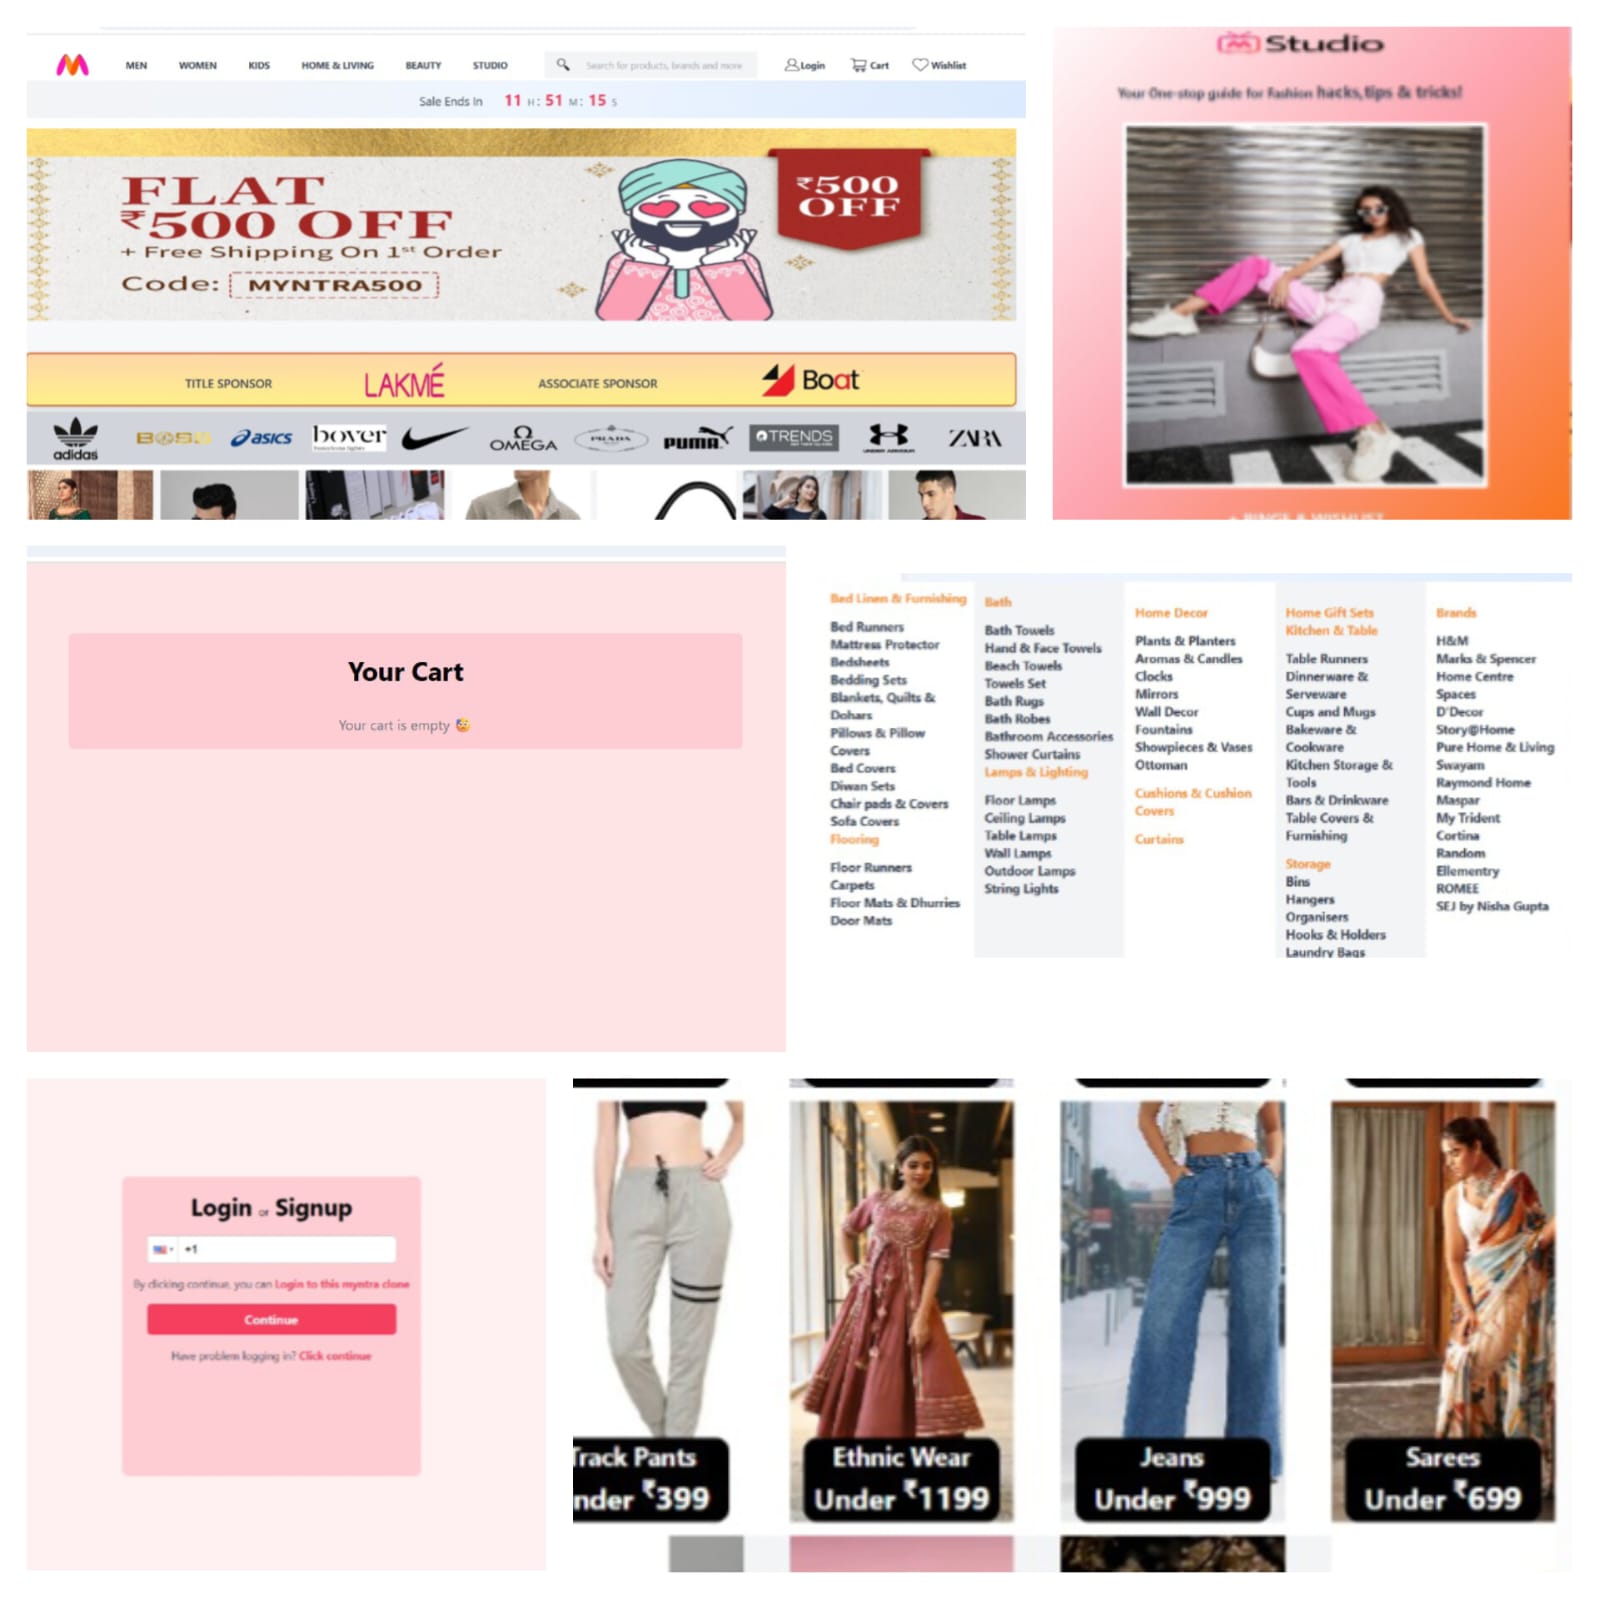 MEN WOMEN KIDS HOME & LIVING BEAUTY STUDIO Search for products, brands and more Login Cart Wishlist
Sale Ends In 11 H : 51 M : 15 S
FLAT
₹500 OFF
+ Free Shipping On 1st Order
Code: MYNTRA500
₹500
OFF
TITLE SPONSOR LAKMÉ ASSOCIATE SPONSOR Boat
adidas BOSS asics bover NIKE OMEGA PRADA PUMA TRENDS UNDER ARMOUR ZARA
Studio
Your One-stop guide for Fashion hacks,tips & tricks!
+ BINGE & WISHLIST
Your Cart
Your cart is empty
Bed Linen & Furnishing
Bed Runners
Mattress Protector
Bedsheets
Bedding Sets
Blankets, Quilts &
Dohars
Pillows & Pillow
Covers
Bed Covers
Diwan Sets
Chair pads & Covers
Sofa Covers
Flooring
Floor Runners
Carpets
Floor Mats & Dhurries
Door Mats
Bath
Bath Towels
Hand & Face Towels
Beach Towels
Towels Set
Bath Rugs
Bath Robes
Bathroom Accessories
Shower Curtains
Lamps & Lighting
Floor Lamps
Ceiling Lamps
Table Lamps
Wall Lamps
Outdoor Lamps
String Lights
Home Decor
Plants & Planters
Aromas & Candles
Clocks
Mirrors
Wall Decor
Fountains
Showpieces & Vases
Ottoman
Cushions & Cushion
Covers
Curtains
Home Gift Sets
Kitchen & Table
Table Runners
Dinnerware &
Serveware
Cups and Mugs
Bakeware &
Cookware
Kitchen Storage &
Tools
Bars & Drinkware
Table Covers &
Furnishing
Storage
Bins
Hangers
Organisers
Hooks & Holders
Laundry Bags
Brands
H&M
Marks & Spencer
Home Centre
Spaces
D'Decor
Story@Home
Pure Home & Living
Swayam
Raymond Home
Maspar
My Trident
Cortina
Random
Ellementry
ROMEE
SEJ by Nisha Gupta
Login or Signup
+1
By clicking continue, you can Login to this myntra clone
Continue
Have problem logging in? Click continue
Track Pants
nder ₹399
Ethnic Wear
Under ₹1199
Jeans
Under ₹999
Sarees
Under ₹699